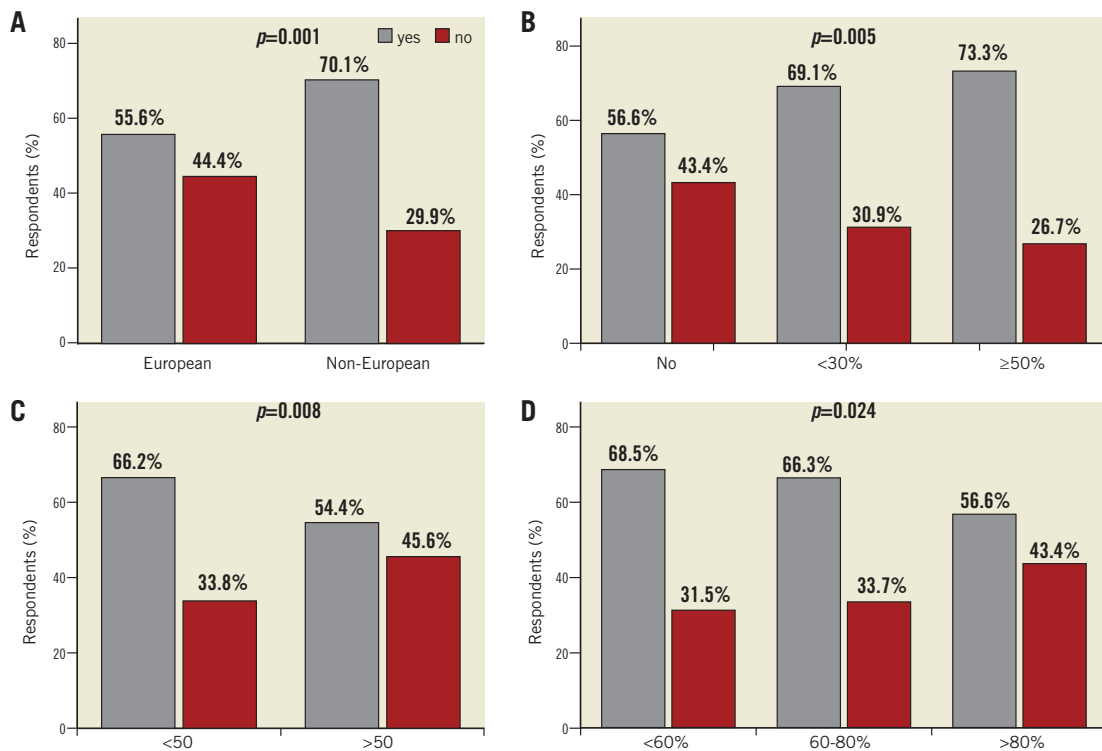 A
p=0.001
yes
no
Respondents (%)
80
60
40
20
0
55.6%
44.4%
70.1%
29.9%
European
Non-European
B
p=0.005
Respondents (%)
80
60
40
20
0
56.6%
43.4%
69.1%
30.9%
73.3%
26.7%
No
<30%
≥50%
C
p=0.008
Respondents (%)
80
60
40
20
0
66.2%
33.8%
54.4%
45.6%
<50
>50
D
p=0.024
Respondents (%)
80
60
40
20
0
68.5%
31.5%
66.3%
33.7%
56.6%
43.4%
<60%
60-80%
>80%